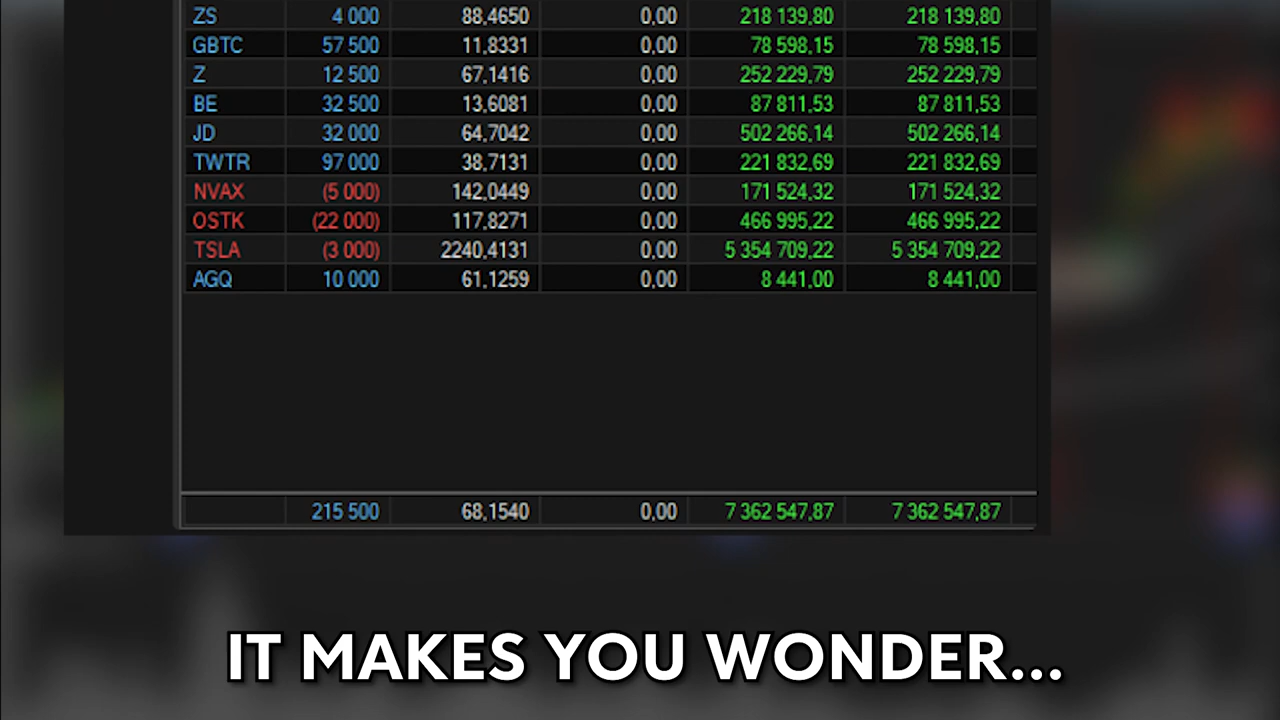 ZS 4 000 88,4650 0,00 218 139,80 218 139,80
GBTC 57 500 11,8331 0,00 78 598,15 78 598,15
Z 12 500 67,1416 0,00 252 229,79 252 229,79
BE 32 500 13,6081 0,00 87 811,53 87 811,53
JD 32 000 64,7042 0,00 502 266,14 502 266,14
TWTR 97 000 38,7131 0,00 221 832,69 221 832,69
NVAX (5 000) 142,0449 0,00 171 524,32 171 524,32
OSTK (22 000) 117,8271 0,00 466 995,22 466 995,22
TSLA (3 000) 2240,4131 0,00 5 354 709,22 5 354 709,22
AGQ 10 000 61,1259 0,00 8 441,00 8 441,00
215 500 68,1540 0,00 7 362 547,87 7 362 547,87
IT MAKES YOU WONDER...